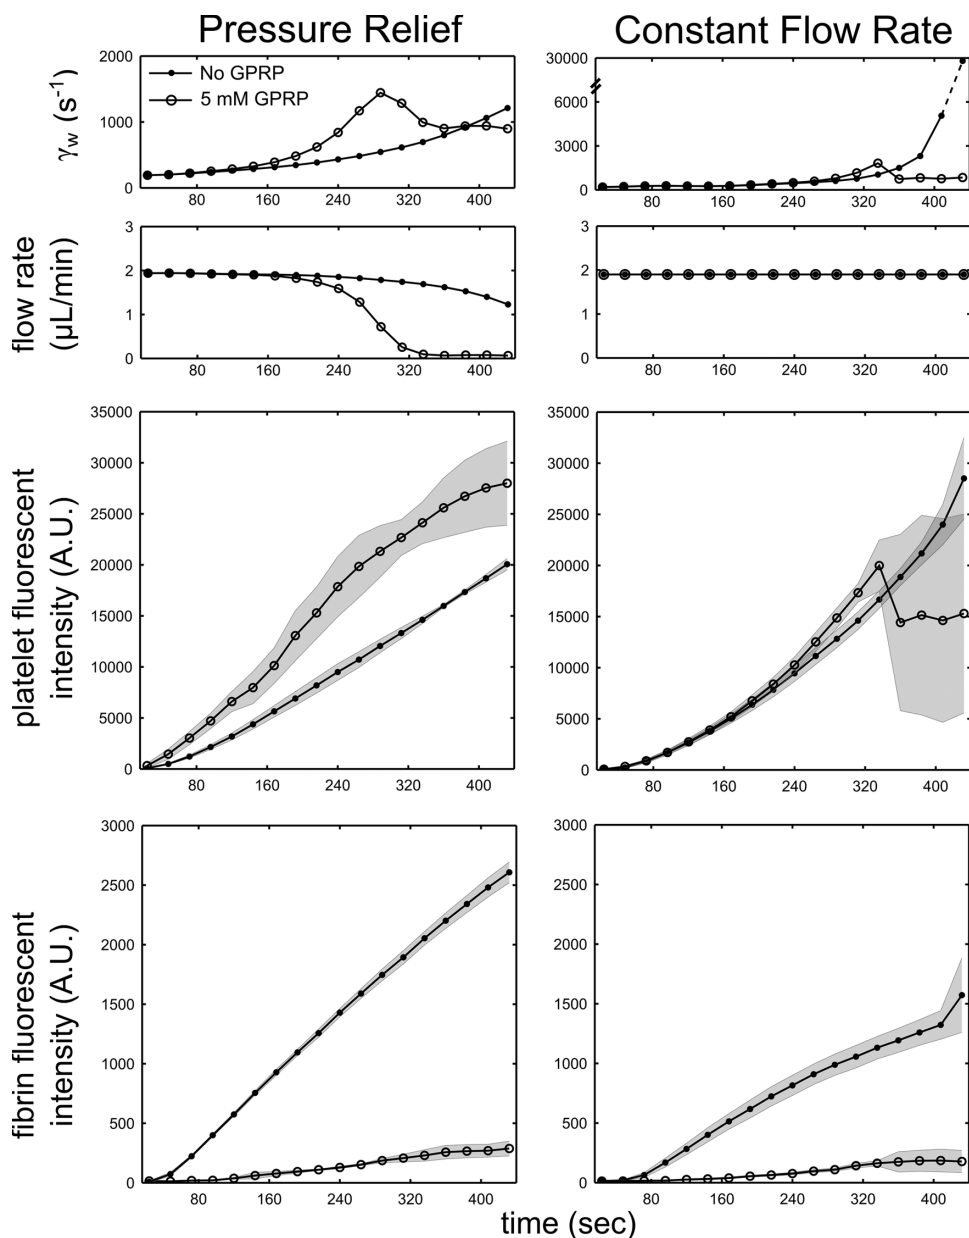 Pressure Relief
Constant Flow Rate
γw (s⁻¹)
2000
1000
0
No GPRP
5 mM GPRP
80 160 240 320 400
30000
6000
3000
0
80 160 240 320 400
flow rate
(μL/min)
3
2
1
0
80 160 240 320 400
3
2
1
0
80 160 240 320 400
platelet fluorescent
intensity (A.U.)
35000
30000
25000
20000
15000
10000
5000
0
80 160 240 320 400
35000
30000
25000
20000
15000
10000
5000
0
80 160 240 320 400
fibrin fluorescent
intensity (A.U.)
3000
2500
2000
1500
1000
500
0
80 160 240 320 400
3000
2500
2000
1500
1000
500
0
80 160 240 320 400
time (sec)